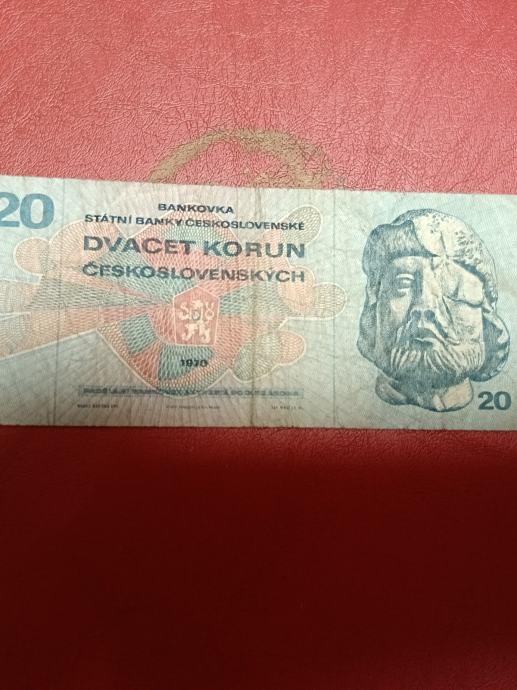 20
BANKOVKA
STÁTNÍ BANKY ČESKOSLOVENSKÉ
DVACET KORUN
ČESKOSLOVENSKÝCH
1970
20